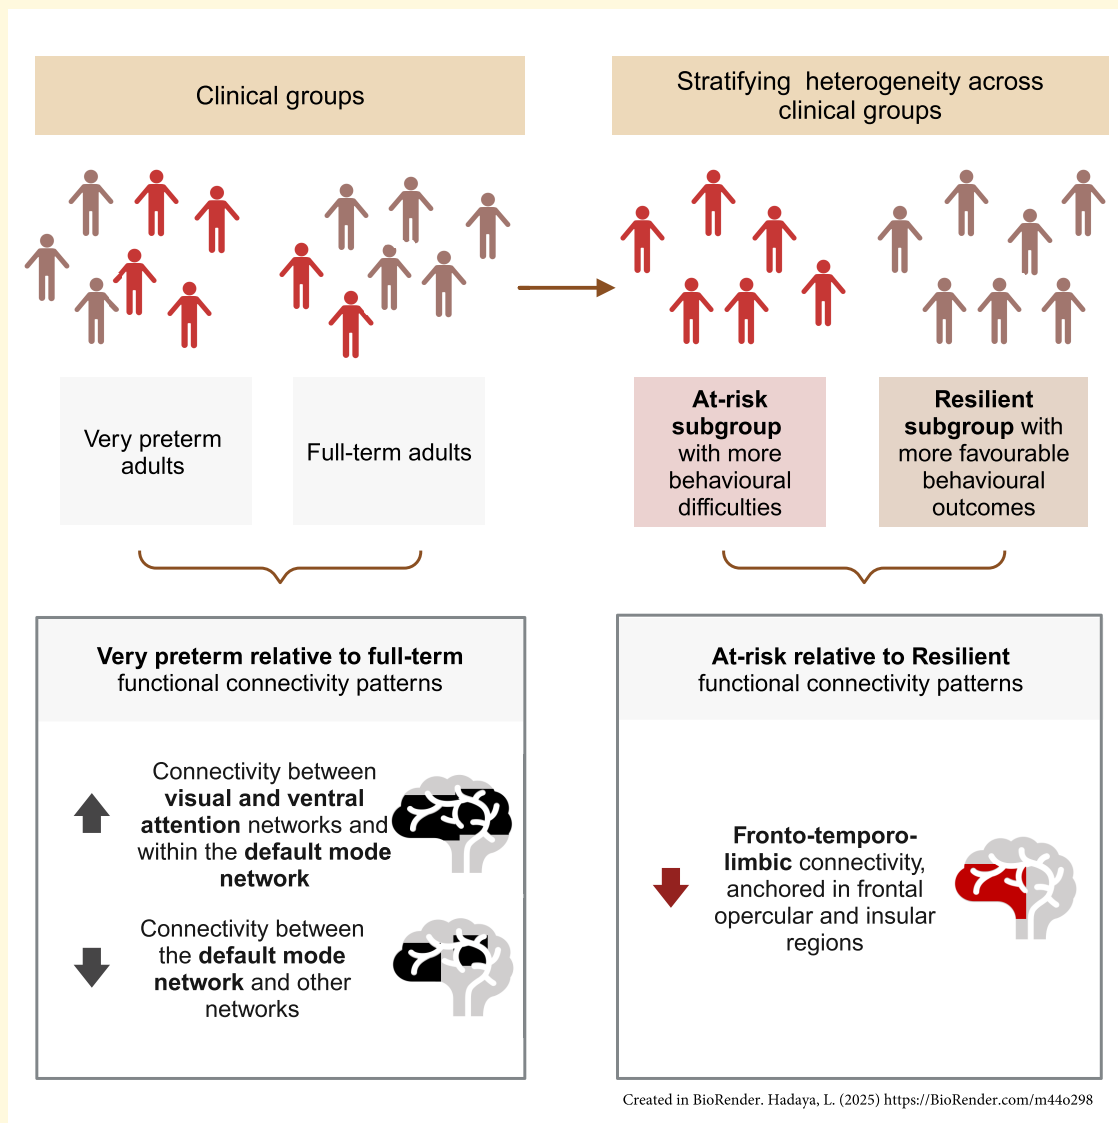 Clinical groups
Stratifying heterogeneity across
clinical groups
Very preterm
adults
Full-term adults
At-risk
subgroup
with more
behavioural
difficulties
Resilient
subgroup with
more favourable
behavioural
outcomes
Very preterm relative to full-term
functional connectivity patterns
Connectivity between
visual and ventral
attention networks and
within the default mode
network
Connectivity between
the default mode
network and other
networks
At-risk relative to Resilient
functional connectivity patterns
Fronto-temporo-
limbic connectivity,
anchored in frontal
opercular and insular
regions
Created in BioRender. Hadaya, L. (2025) https://BioRender.com/m44o298